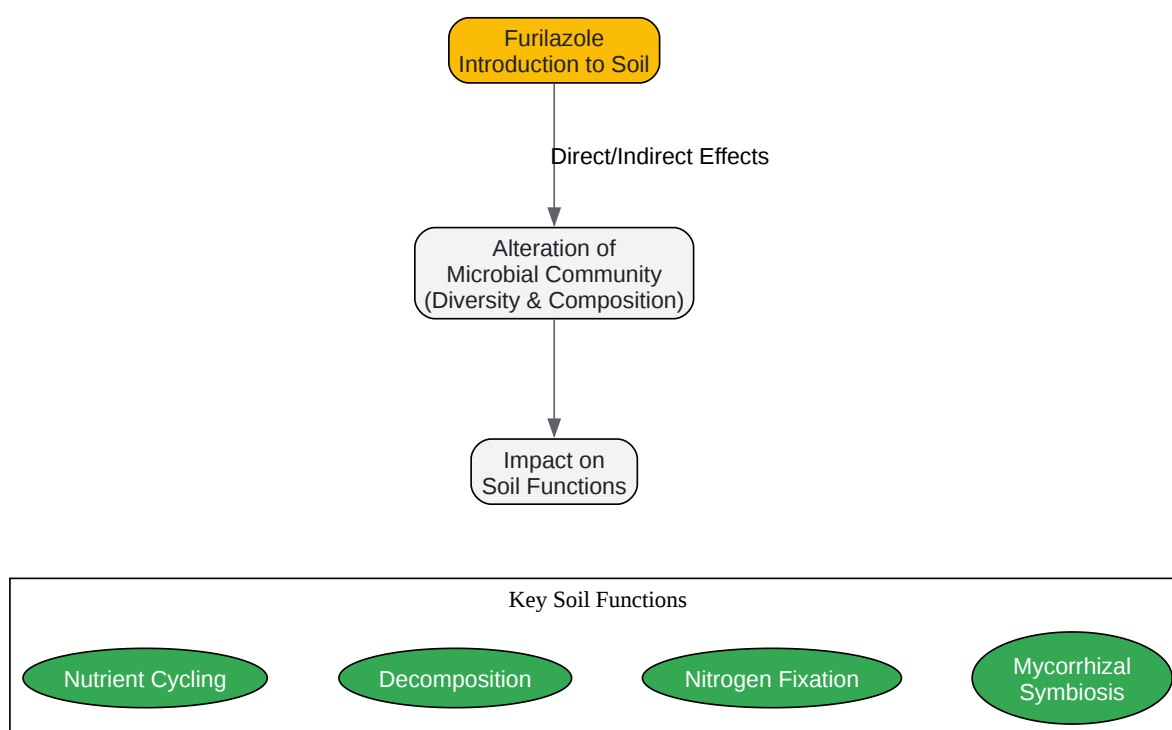 Furilazole
Introduction to Soil
Direct/Indirect Effects
Alteration of
Microbial Community
(Diversity & Composition)
Impact on
Soil Functions
Key Soil Functions
Nutrient Cycling
Decomposition
Nitrogen Fixation
Mycorrhizal
Symbiosis